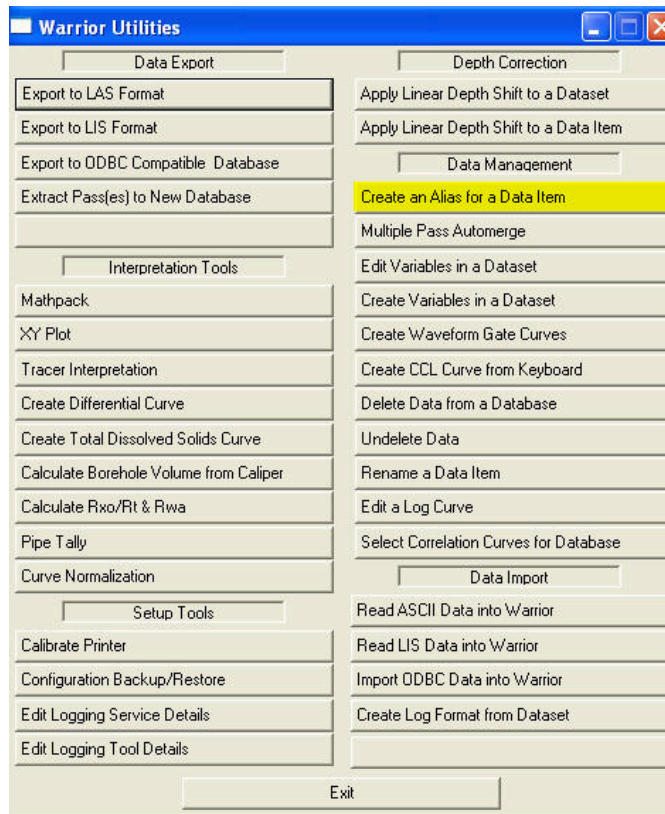 Warrior Utilities
Data Export
Export to LAS Format
Export to LIS Format
Export to ODBC Compatible Database
Extract Pass(es) to New Database
Interpretation Tools
Mathpack
XY Plot
Tracer Interpretation
Create Differential Curve
Create Total Dissolved Solids Curve
Calculate Borehole Volume from Caliper
Calculate Rxo/Rt & Rwa
Pipe Tally
Curve Normalization
Setup Tools
Calibrate Printer
Configuration Backup/Restore
Edit Logging Service Details
Edit Logging Tool Details
Depth Correction
Apply Linear Depth Shift to a Dataset
Apply Linear Depth Shift to a Data Item
Data Management
Create an Alias for a Data Item
Multiple Pass Automerge
Edit Variables in a Dataset
Create Variables in a Dataset
Create Waveform Gate Curves
Create CCL Curve from Keyboard
Delete Data from a Database
Undelete Data
Rename a Data Item
Edit a Log Curve
Select Correlation Curves for Database
Data Import
Read ASCII Data into Warrior
Read LIS Data into Warrior
Import ODBC Data into Warrior
Create Log Format from Dataset
Exit